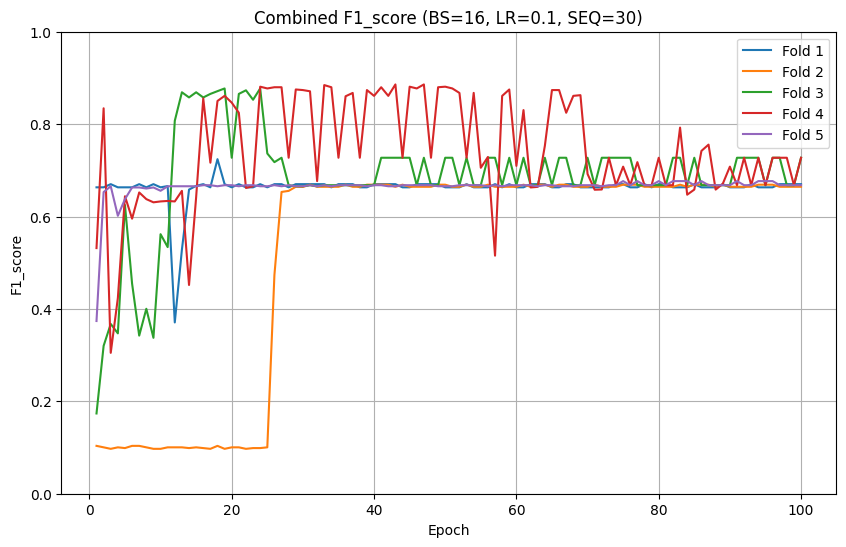 Combined F1_score (BS=16, LR=0.1, SEQ=30)
1.0
0.8
0.6
0.4
0.2
0.0
F1_score
0 20 40 60 80 100
Epoch
Fold 1
Fold 2
Fold 3
Fold 4
Fold 5